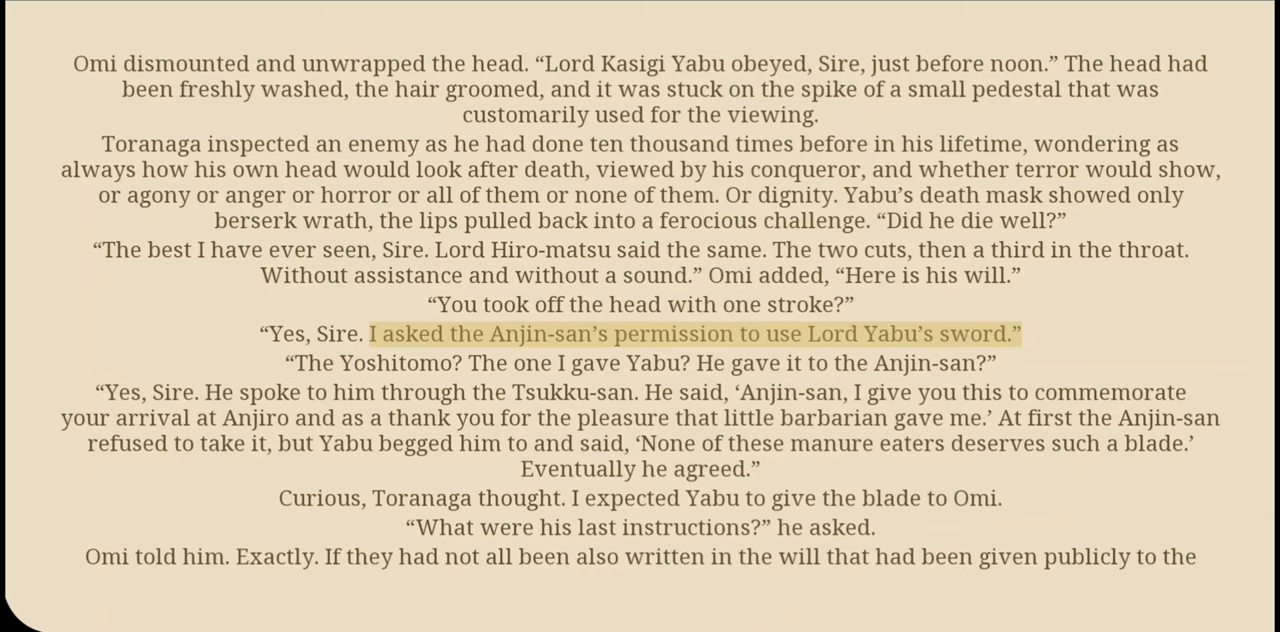 Omi dismounted and unwrapped the head. “Lord Kasigi Yabu obeyed, Sire, just before noon.” The head had
been freshly washed, the hair groomed, and it was stuck on the spike of a small pedestal that was
customarily used for the viewing.
Toranaga inspected an enemy as he had done ten thousand times before in his lifetime, wondering as
always how his own head would look after death, viewed by his conqueror, and whether terror would show,
or agony or anger or horror or all of them or none of them. Or dignity. Yabu’s death mask showed only
berserk wrath, the lips pulled back into a ferocious challenge. “Did he die well?”
“The best I have ever seen, Sire. Lord Hiro-matsu said the same. The two cuts, then a third in the throat.
Without assistance and without a sound.” Omi added, “Here is his will.”
“You took off the head with one stroke?”
“Yes, Sire. I asked the Anjin-san’s permission to use Lord Yabu’s sword.”
“The Yoshitomo? The one I gave Yabu? He gave it to the Anjin-san?”
“Yes, Sire. He spoke to him through the Tsukku-san. He said, ‘Anjin-san, I give you this to commemorate
your arrival at Anjiro and as a thank you for the pleasure that little barbarian gave me.’ At first the Anjin-san
refused to take it, but Yabu begged him to and said, ‘None of these manure eaters deserves such a blade.’
Eventually he agreed.”
Curious, Toranaga thought. I expected Yabu to give the blade to Omi.
“What were his last instructions?” he asked.
Omi told him. Exactly. If they had not all been also written in the will that had been given publicly to the